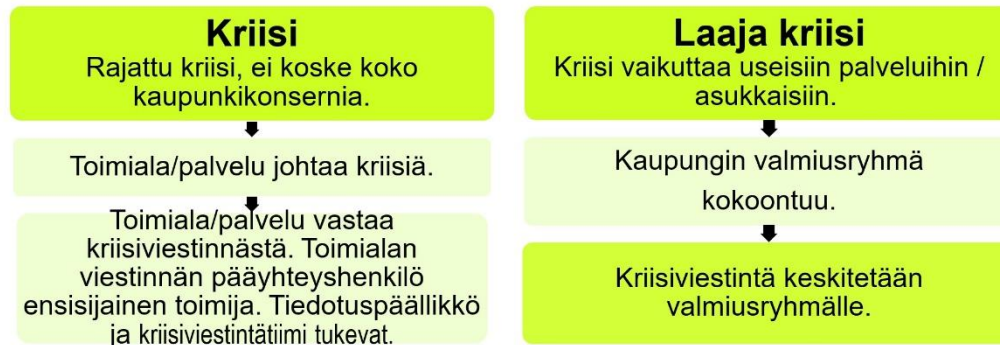 Kriisi
Rajattu kriisi, ei koske koko
kaupunkikonsernia.
Toimiala/palvelu johtaa kriisiä.
Toimiala/palvelu vastaa
kriisiviestinnästä. Toimialan
viestinnän pääyhteyshenkilö
ensisijainen toimija. Tiedotuspäällikkö
ja kriisiviestintätiimi tukevat.
Laaja kriisi
Kriisi vaikuttaa useisiin palveluihin /
asukkaisiin.
Kaupungin valmiusryhmä
kokoontuu.
Kriisiviestintä keskitetään
valmiusryhmälle.